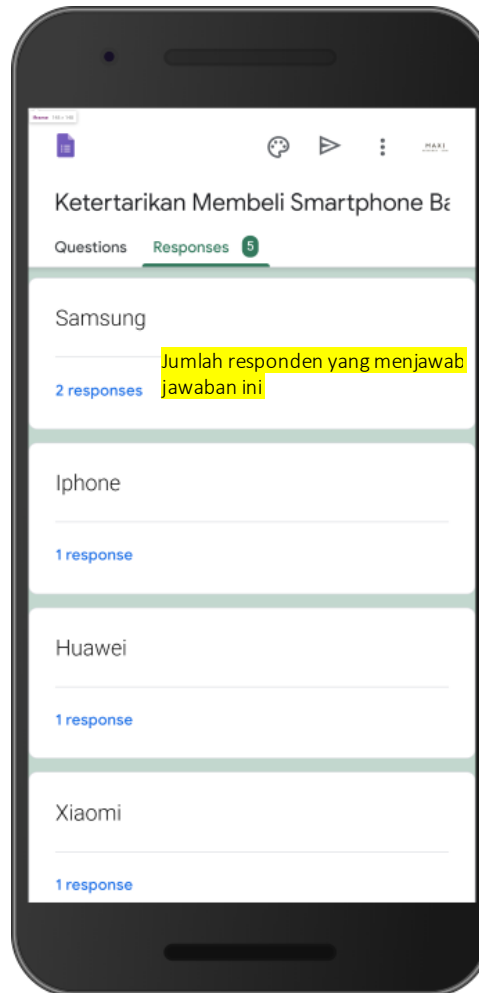 MAXI
Ketertarikan Membeli Smartphone Ba
Questions Responses 5
Samsung
Jumlah responden yang menjawab
jawaban ini
2 responses
Iphone
1 response
Huawei
1 response
Xiaomi
1 response